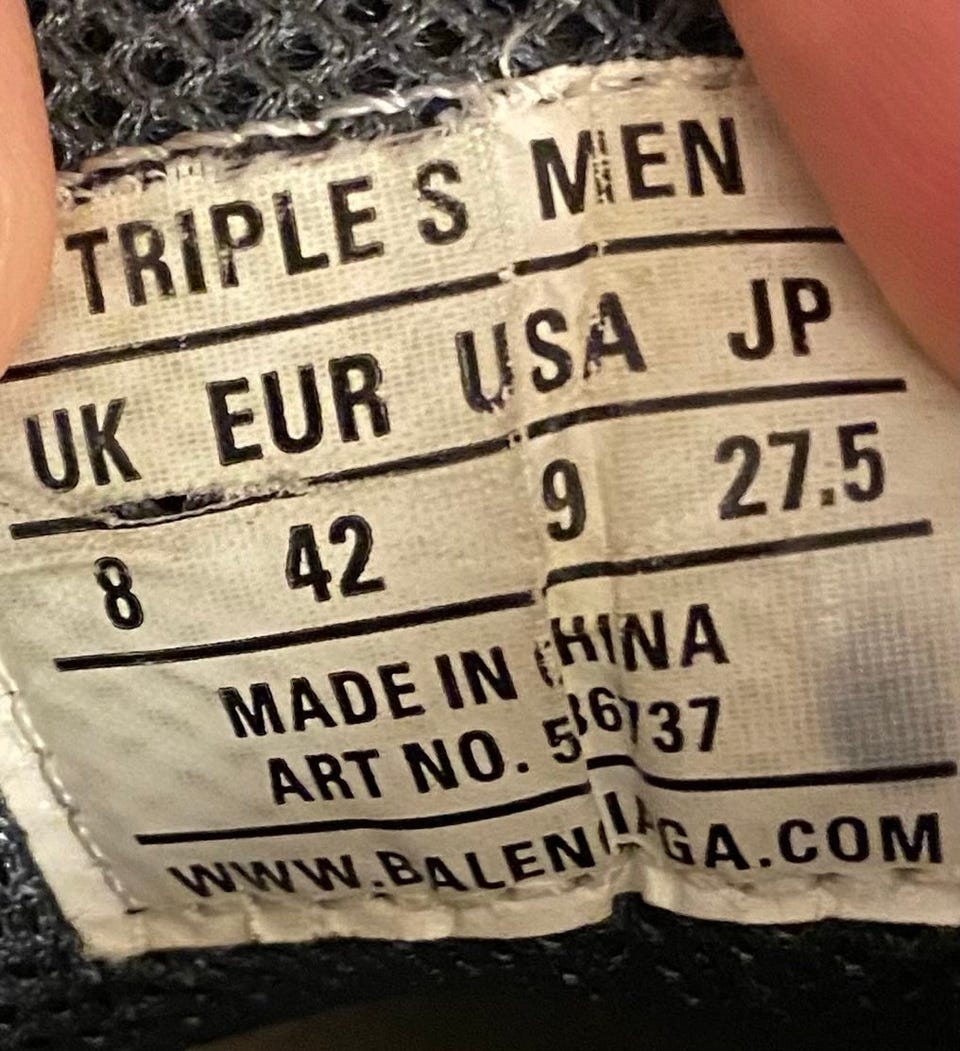 TRIPLE S MEN
UK EUR USA JP
8 42 9 27.5
MADE IN CHINA
ART NO.
WWW.BALENCIAGA.COM